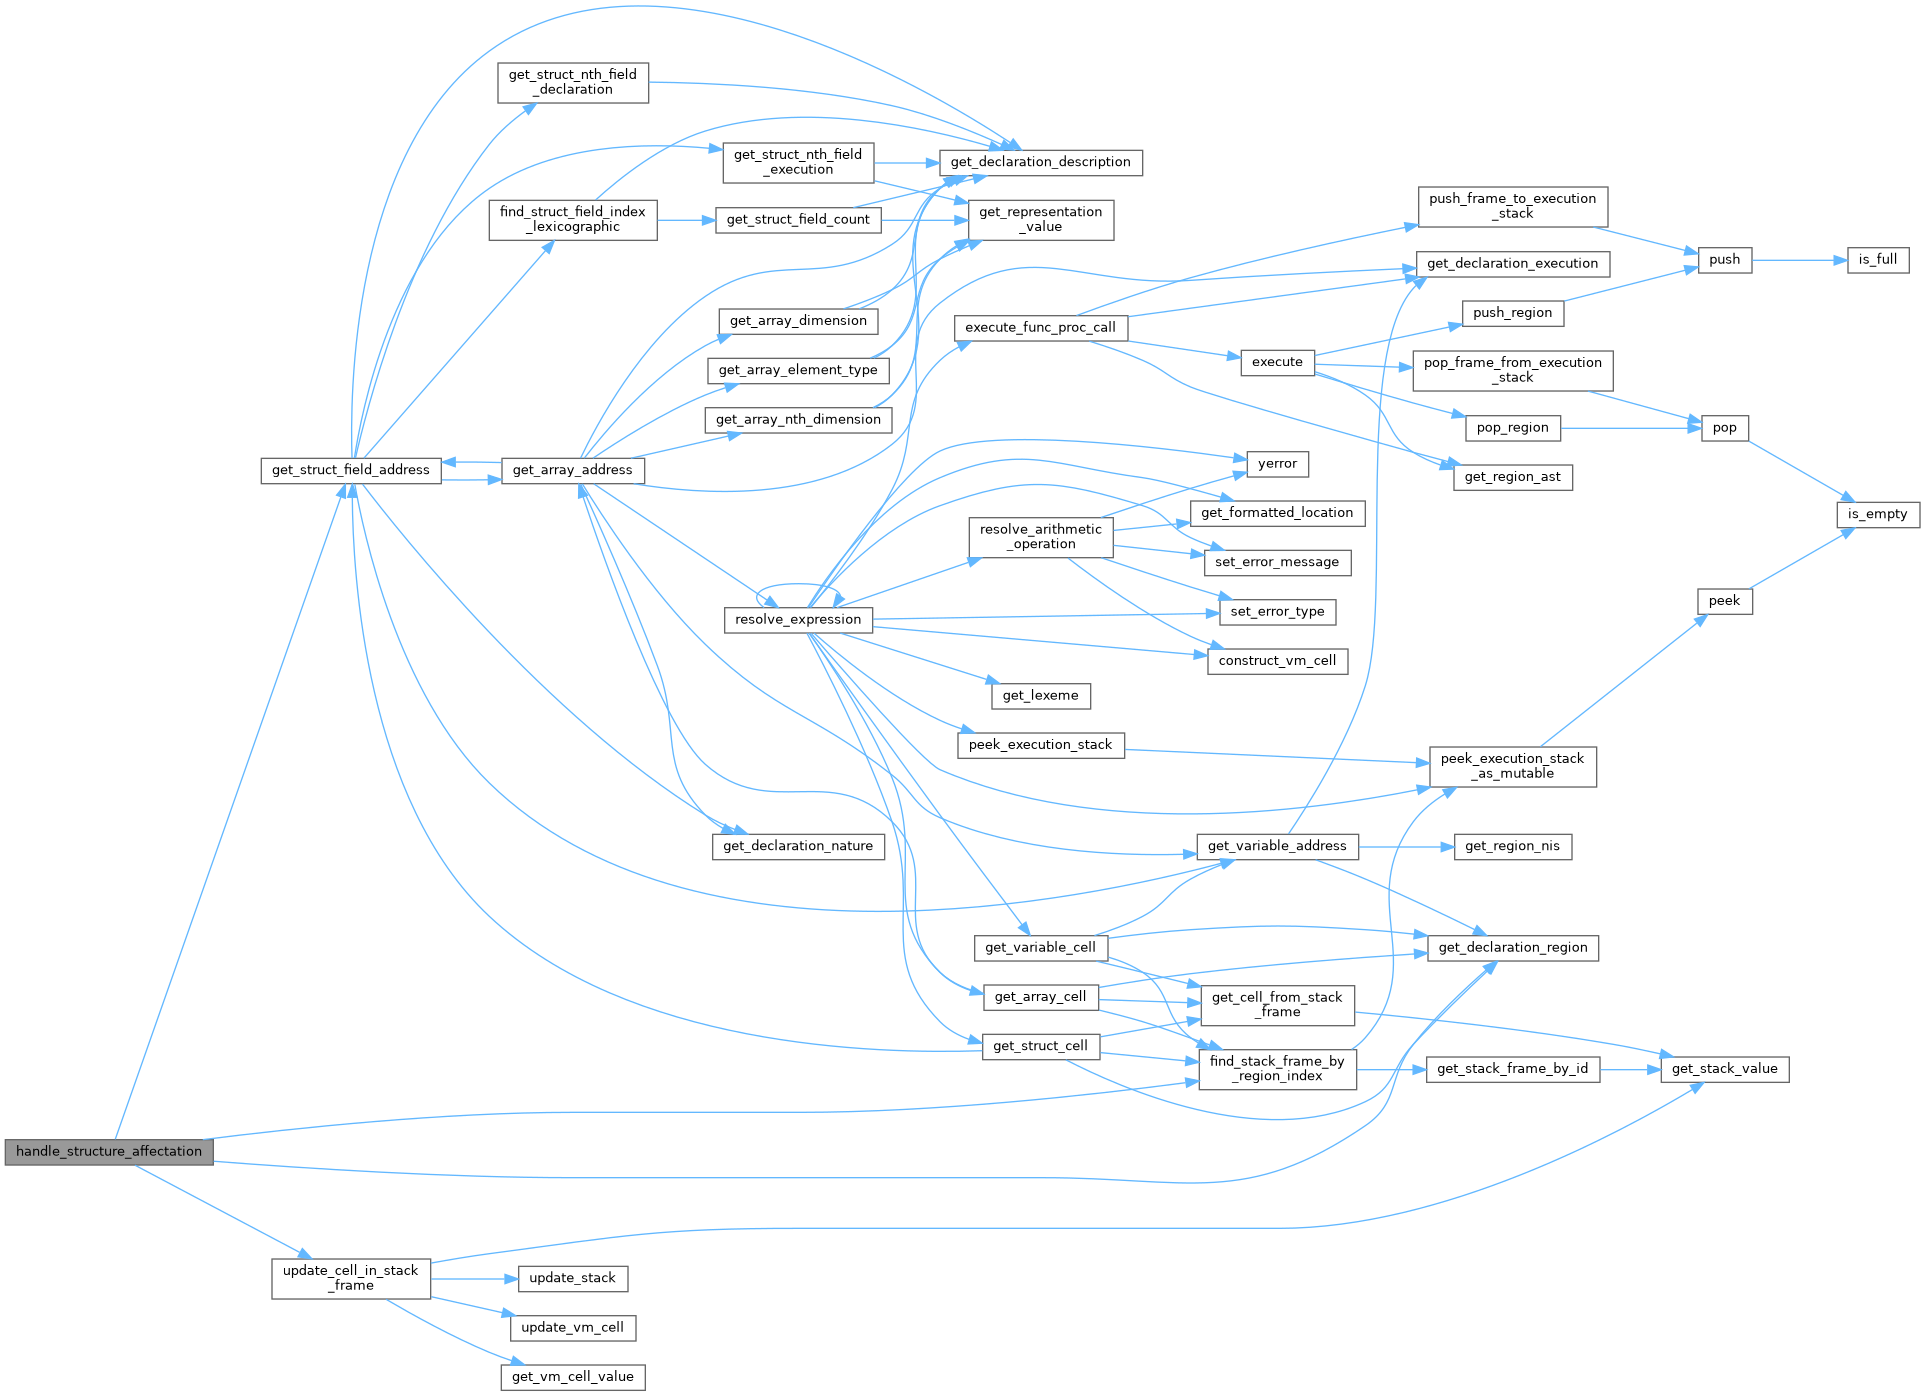 get_struct_nth_field
_declaration
get_struct_nth_field
_execution
get_declaration_description
find_struct_field_index
_lexicographic
get_struct_field_count
get_representation
_value
push_frame_to_execution
_stack
get_declaration_execution
push
is_full
get_array_dimension
execute_func_proc_call
push_region
get_array_element_type
execute
pop_frame_from_execution
_stack
get_array_nth_dimension
pop_region
pop
get_struct_field_address
get_array_address
yerror
get_region_ast
get_formatted_location
is_empty
resolve_arithmetic
_operation
set_error_message
resolve_expression
set_error_type
peek
construct_vm_cell
get_lexeme
peek_execution_stack
peek_execution_stack
_as_mutable
get_declaration_nature
get_variable_address
get_region_nis
get_variable_cell
get_declaration_region
get_array_cell
get_cell_from_stack
_frame
get_struct_cell
find_stack_frame_by
_region_index
get_stack_frame_by_id
get_stack_value
handle_structure_affectation
update_cell_in_stack
_frame
update_stack
update_vm_cell
get_vm_cell_value